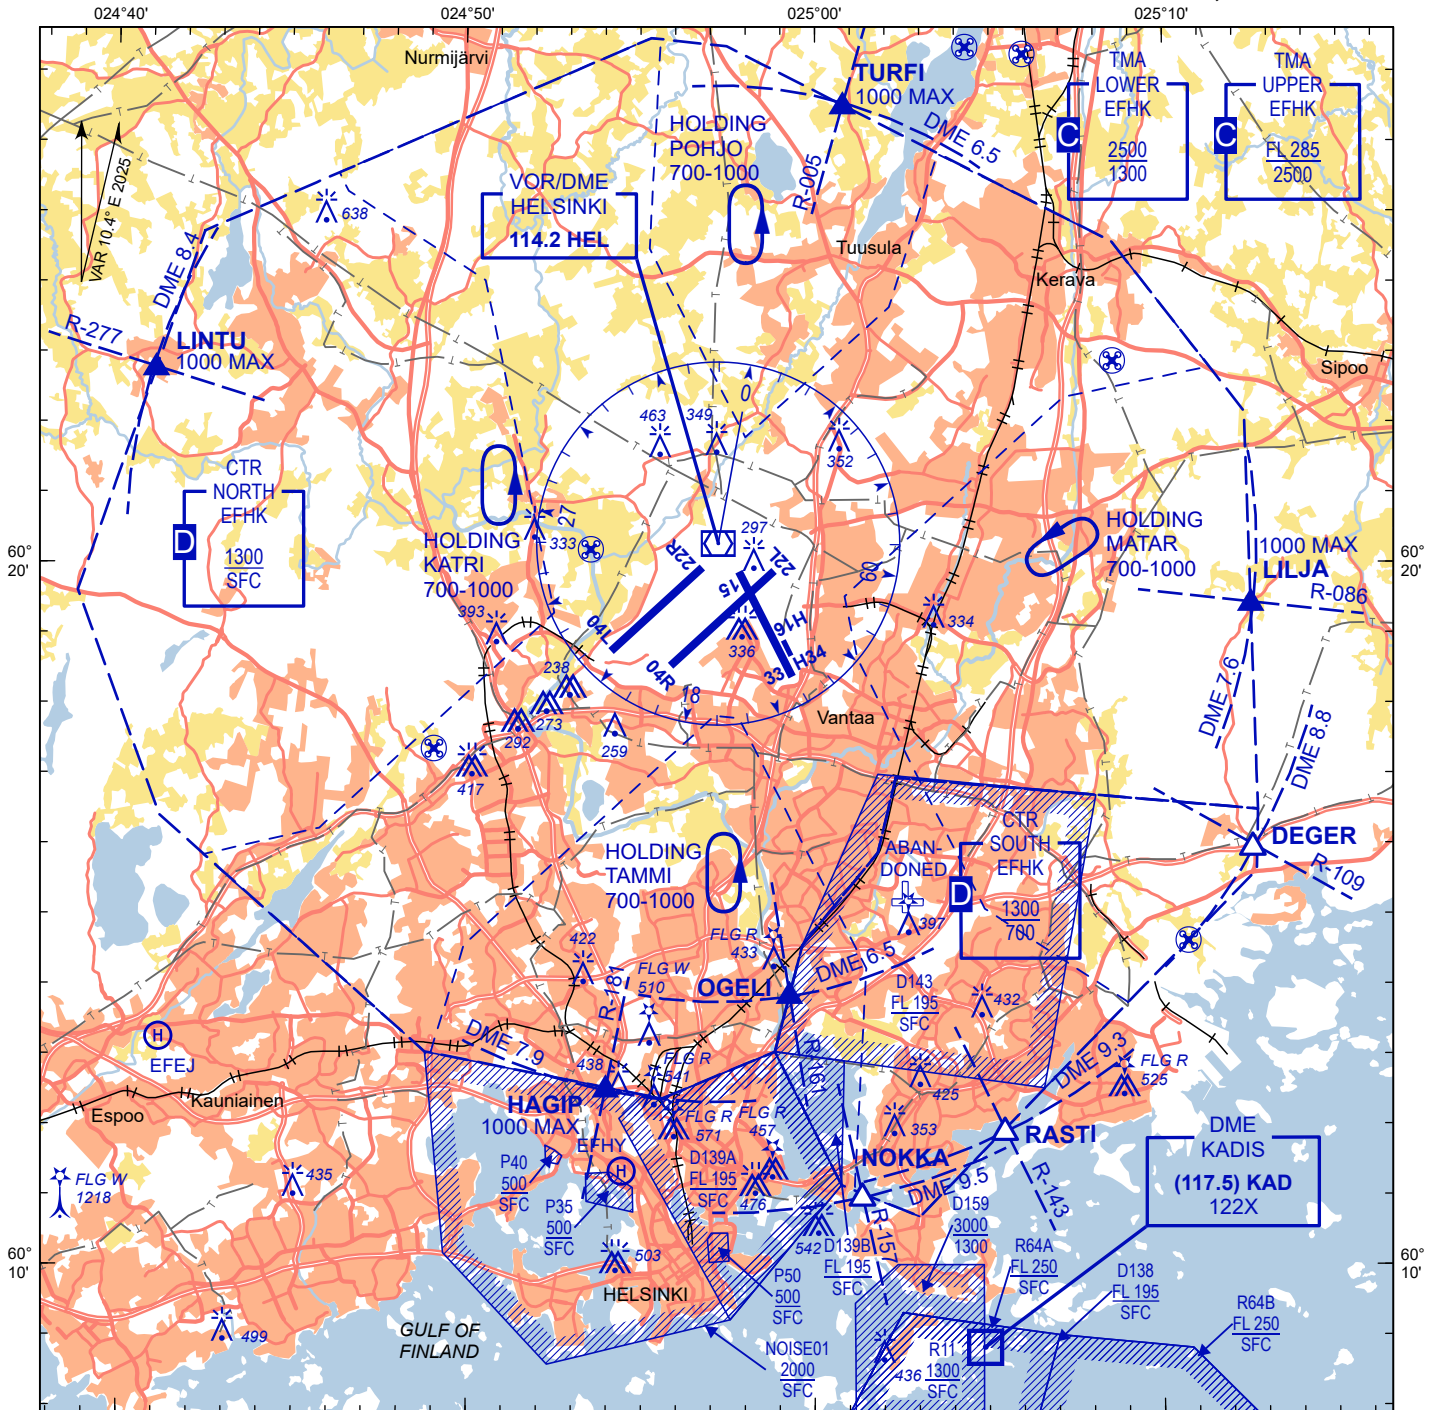 024°40'
024°50'
025°00'
025°10'
Nurmijärvi
TURFI
1000 MAX
DME 6.5
TMA
LOWER
EFHK
C
2500
1300
TMA
UPPER
EFHK
C
FL 285
2500
HOLDING
POHJO
700-1000
R-005
VAR 10.4° E 2025
638
VOR/DME
HELSINKI
114.2 HEL
Tuusula
Kerava
DME 8.4
R-277
LINTU
1000 MAX
Sipoo
0
463
349
352
CTR
NORTH
EFHK
D
1300
SFC
27
333
HOLDING
KATRI
700-1000
393
297
22R
22L
15
04L
04R
336
H16
33
H34
09
18
334
HOLDING
MATAR
700-1000
1000 MAX
LILJA
R-086
60°
20'
60°
20'
238
273
292
259
417
Vantaa
DME 7.6
DME 8.8
DEGER
R-109
HOLDING
TAMMI
700-1000
ABAN-
DONED
397
CTR
SOUTH
EFHK
D
1300
700
FLG R
433
422
FLG W
510
OGELI
DME 6.5
D143
FL 195
SFC
432
R-181
EFEJ
H
DME 7.9
438
FLG R
541
R-161
DME 9.3
FLG R
525
425
Espoo
Kauniainen
HAGIP
1000 MAX
FLG R
571
FLG R
457
353
RASTI
NOKKA
DME 9.5
R-143
DME
KADIS
(117.5) KAD
122X
FLG W
1218
435
P40
500
SFC
EFHY
H
D139A
FL 195
SFC
476
P35
500
SFC
542
R-157
D159
3000
1300
D139B
FL 195
SFC
R64A
FL 250
SFC
D138
FL 195
SFC
R64B
FL 250
SFC
60°
10'
60°
10'
503
HELSINKI
P50
500
SFC
499
GULF OF
FINLAND
NOISE01
2000
SFC
436
R11
1300
SFC